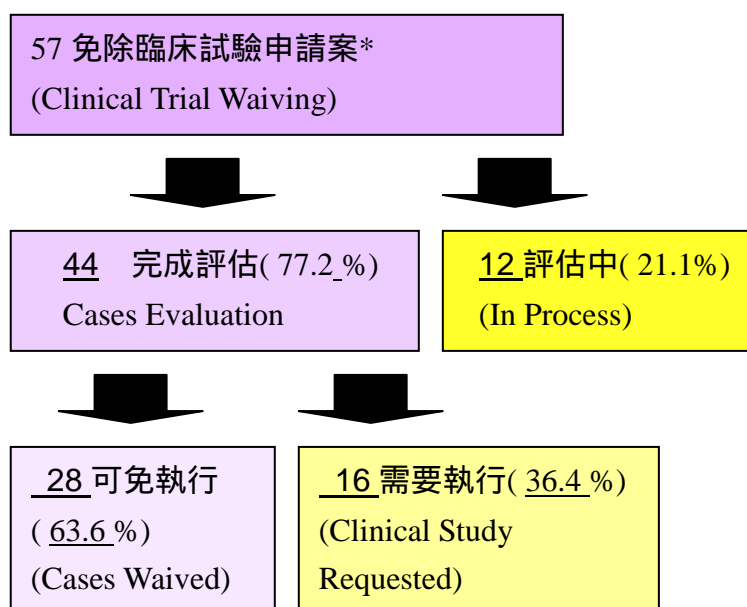 57 免除臨床試驗申請案*
(Clinical Trial Waiving)
44 完成評估( 77.2 %)
Cases Evaluation
12 評估中( 21.1%)
(In Process)
28 可免執行
( 63.6 %)
(Cases Waived)
16 需要執行( 36.4 %)
(Clinical Study
Requested)